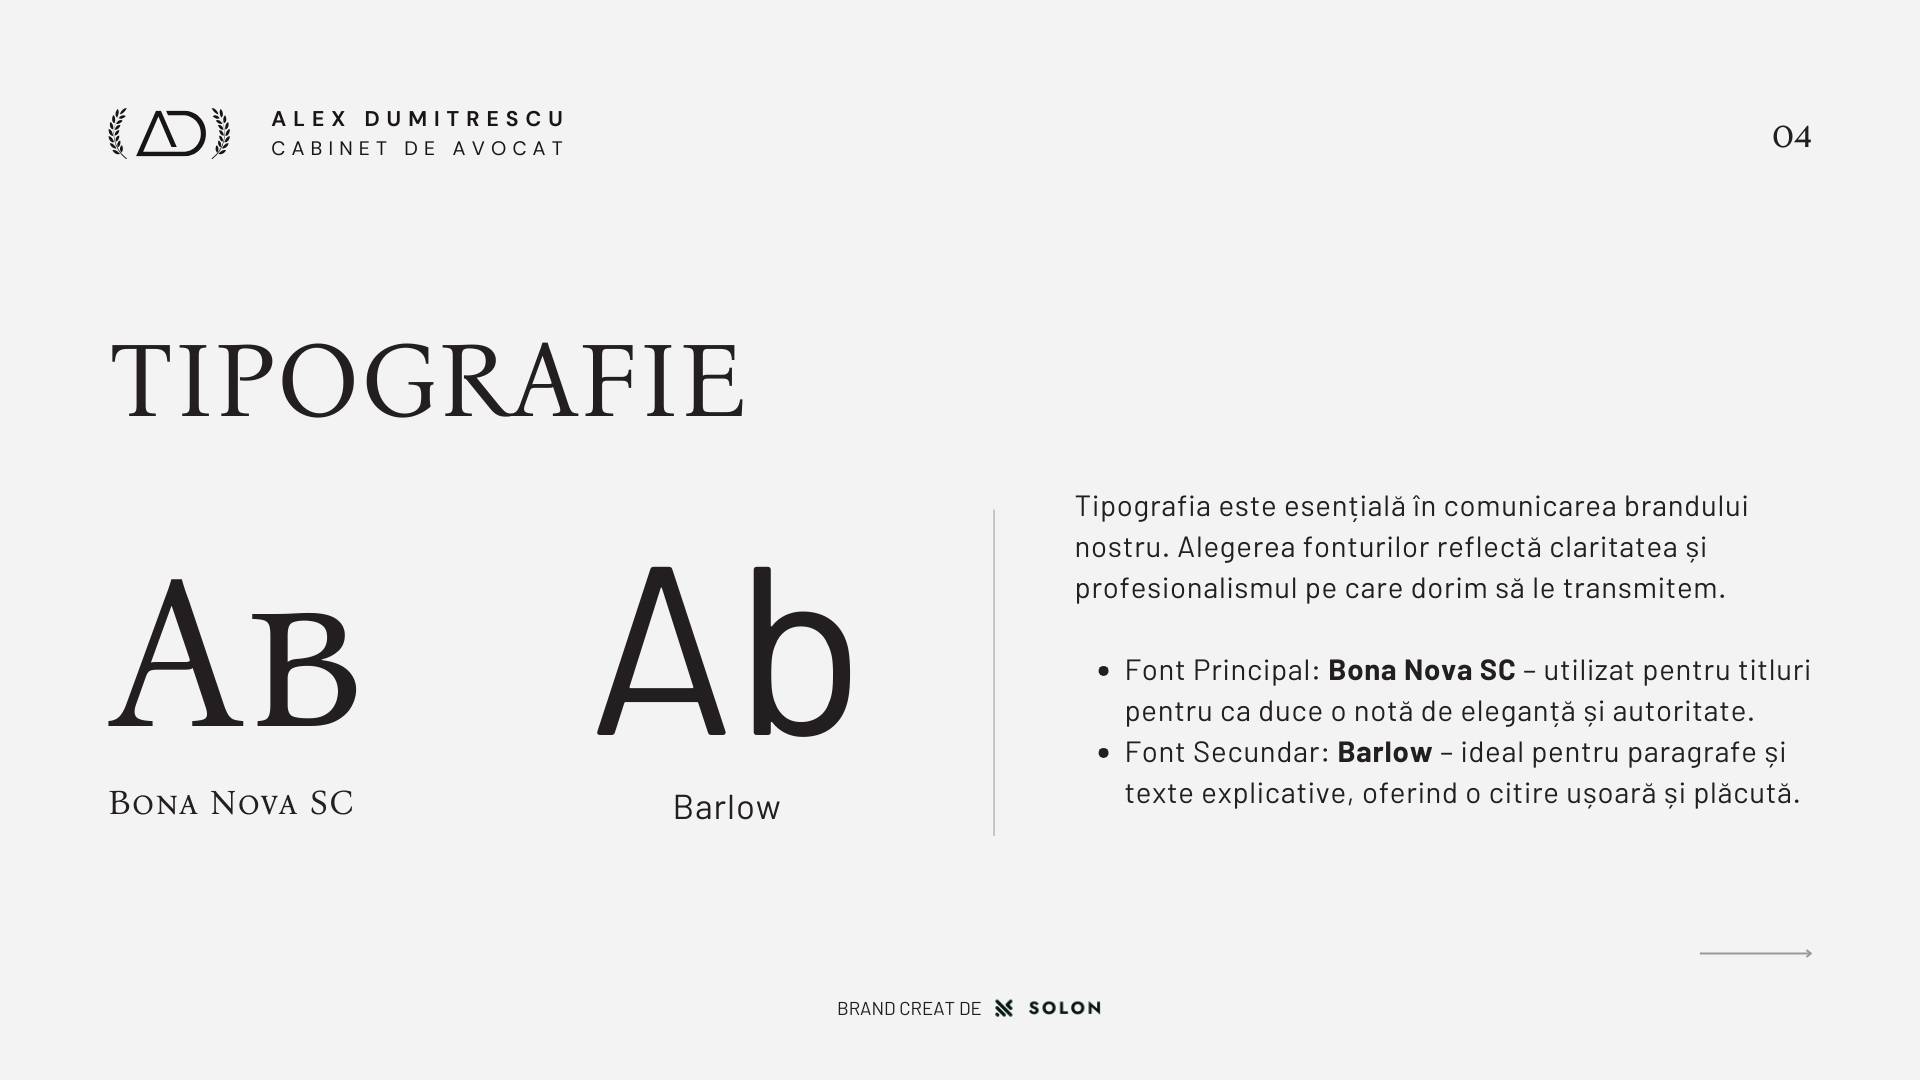 AD
ALEX DUMITRESCU
CABINET DE AVOCAT
04
TIPOGRAFIE
Ab
Bona Nova SC
Ab
Barlow
Tipografia este esențială în comunicarea brandului
nostru. Alegerea fonturilor reflectă claritatea și
profesionalismul pe care dorim să le transmitem.
• Font Principal: Bona Nova SC – utilizat pentru titluri
pentru ca duce o notă de eleganță și autoritate.
• Font Secundar: Barlow – ideal pentru paragrafe și
texte explicative, oferind o citire ușoară și plăcută.
BRAND CREAT DE SOLON